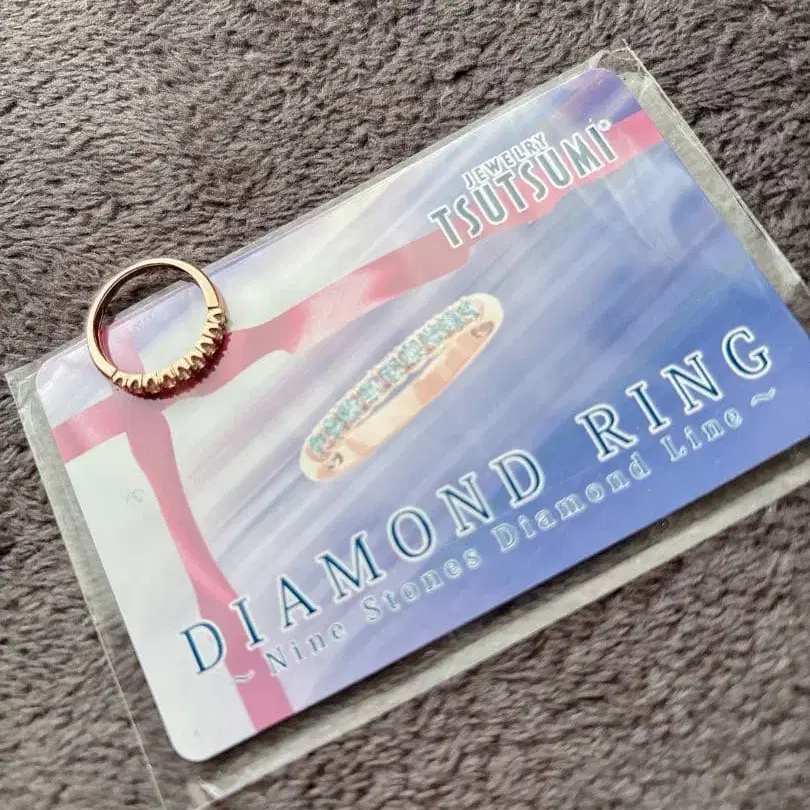 JEWELRY
TSUTSUMI
DIAMOND RING
～Nine Stones Diamond Line～